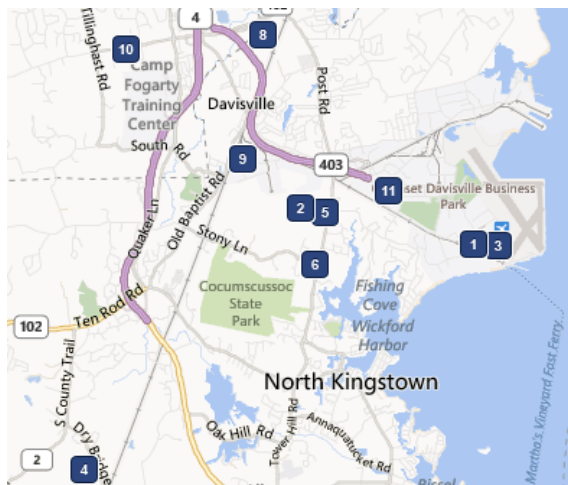 4
8
10
Tillinghast Rd
Camp
Fogarty
Training
Center
Davisville
Post Rd
South
Rd
9
403
11
set Davisville Business
Park
Quaker Ln
Old Baptist Rd
2
5
Stony Ln
1
3
6
Cocumscussoc
State
Park
Fishing
Cove
Wickford
Harbor
Ten Rod Rd
102
S County Trail
North Kingstown
Martha's Vineyard Fast Ferry
Dry Bridge
Oak Hill Rd
Tower Hill Rd
Annaquatucket Rd
2
4